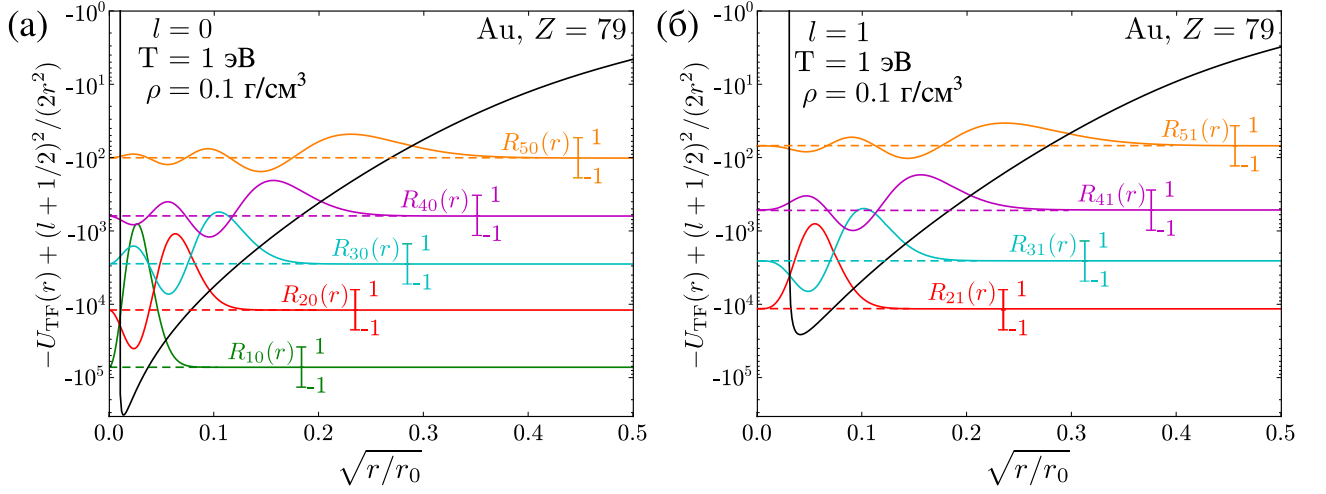 (а)
l = 0
T = 1 эВ
ρ = 0.1 г/см³
Au, Z = 79
−U_TF(r) + (l + 1/2)²/(2r²)
-10⁰
-10¹
-10²
-10³
-10⁴
-10⁵
R₅₀(r) 1 -1
R₄₀(r) 1 -1
R₃₀(r) 1 -1
R₂₀(r) 1 -1
R₁₀(r) 1 -1
0.0 0.1 0.2 0.3 0.4 0.5
√(r/r₀)
(б)
l = 1
T = 1 эВ
ρ = 0.1 г/см³
Au, Z = 79
−U_TF(r) + (l + 1/2)²/(2r²)
-10⁰
-10¹
-10²
-10³
-10⁴
-10⁵
R₅₁(r) 1 -1
R₄₁(r) 1 -1
R₃₁(r) 1 -1
R₂₁(r) 1 -1
0.0 0.1 0.2 0.3 0.4 0.5
√(r/r₀)